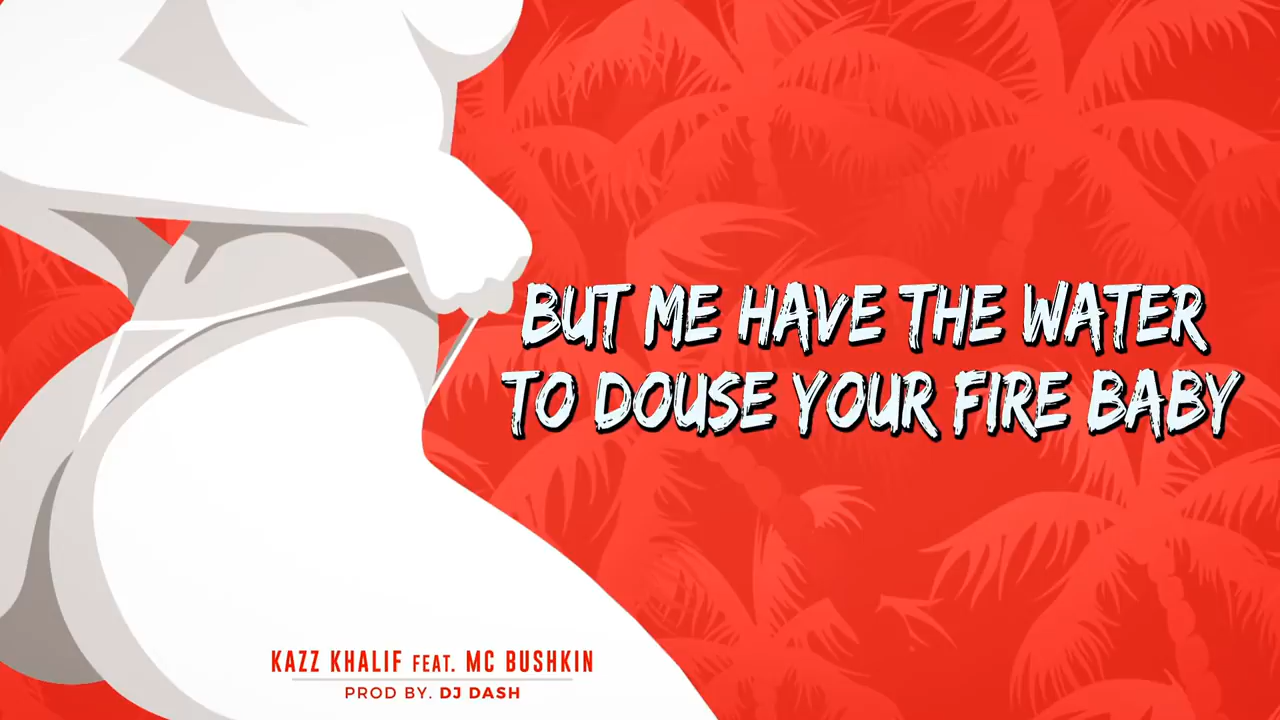 BUT ME HAVE THE WATER
TO DOUSE YOUR FIRE BABY
KAZZ KHALIF FEAT. MC BUSHKIN
PROD BY. DJ DASH